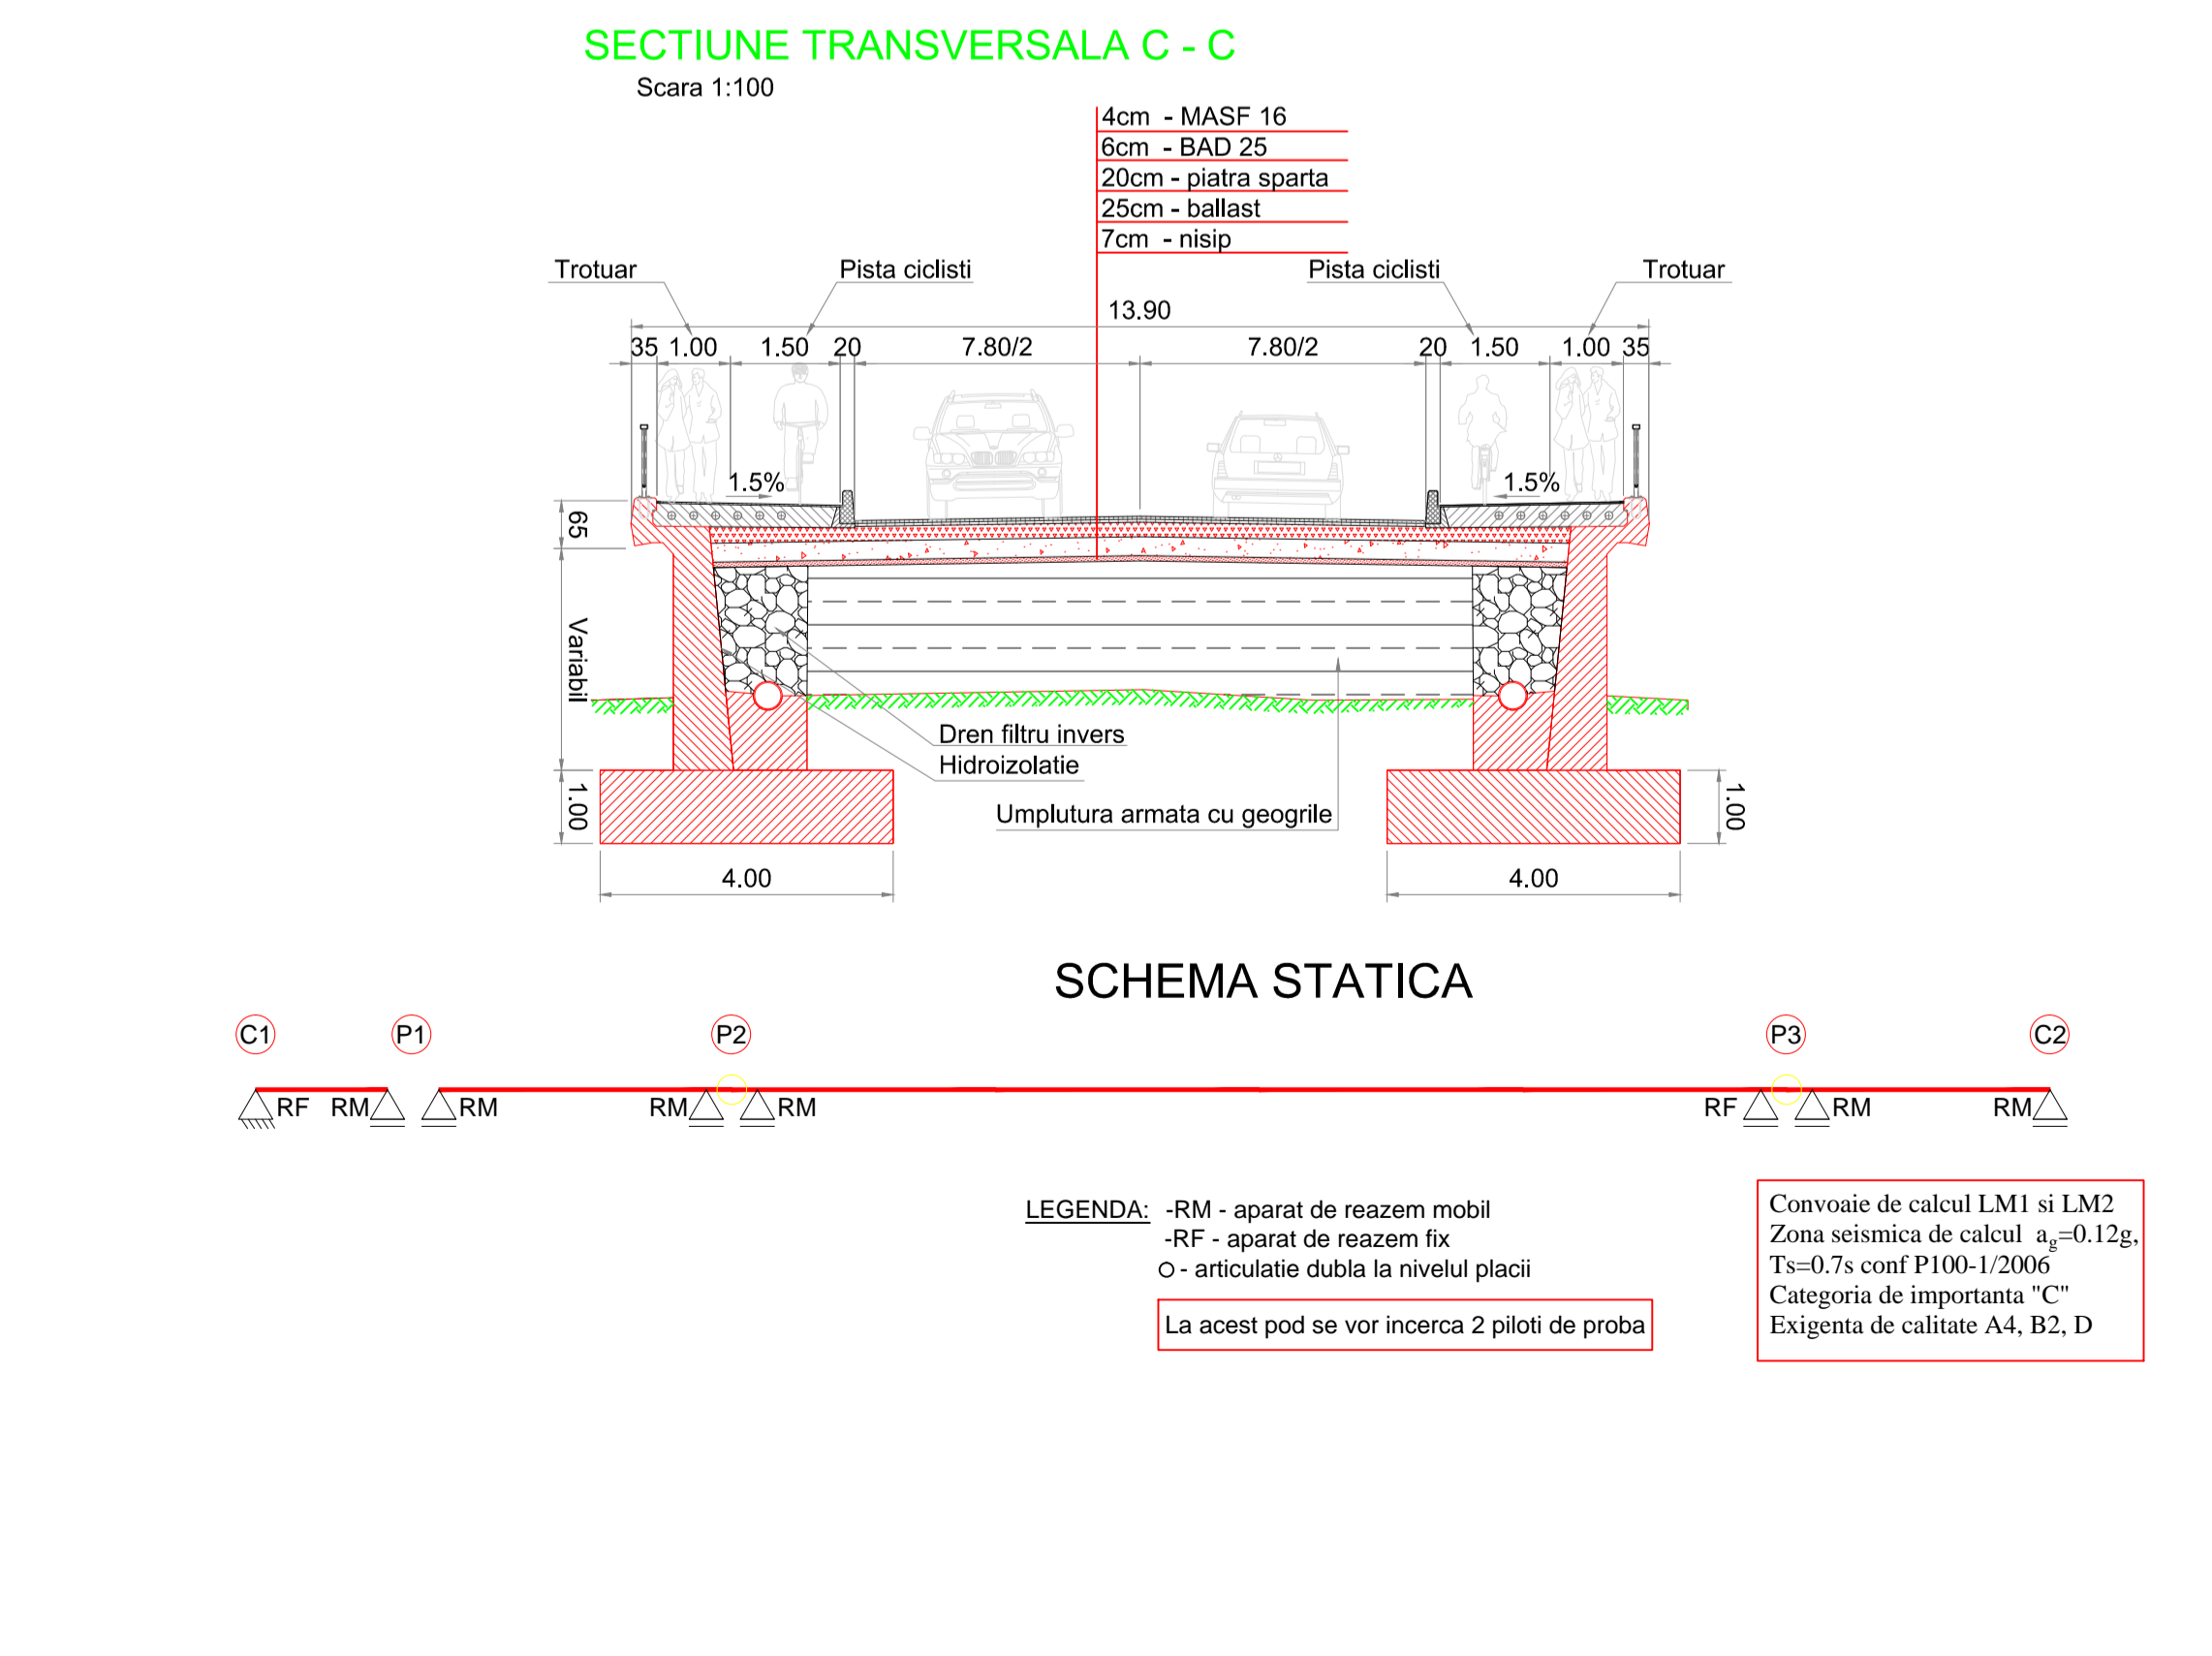 SECTIUNE TRANSVERSALA C - C
Scara 1:100
4cm - MASF 16
6cm - BAD 25
20cm - piatra sparta
25cm - ballast
7cm - nisip
Trotuar
Pista ciclisti
Pista ciclisti
Trotuar
13.90
35 1.00 1.50 20 7.80/2 7.80/2 20 1.50 1.00 35
1.5%
1.5%
65
Variabil
1.00
1.00
Dren filtru invers
Hidroizolatie
Umplutura armata cu geogrile
4.00
4.00
SCHEMA STATICA
C1 P1 P2 P3 C2
RF RM RM RM RM RF RM RM
LEGENDA: -RM - aparat de reazem mobil
-RF - aparat de reazem fix
- articulatie dubla la nivelul placii
La acest pod se vor incerca 2 piloti de proba
Convoaie de calcul LM1 si LM2
Zona seismica de calcul ag=0.12g,
Ts=0.7s conf P100-1/2006
Categoria de importanta "C"
Exigenta de calitate A4, B2, D